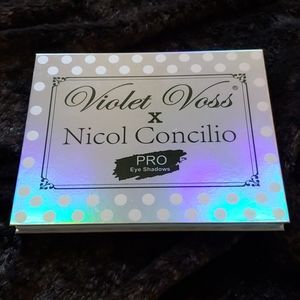 Violet Voss®
X
Nicol Concilio
PRO
Eye Shadows